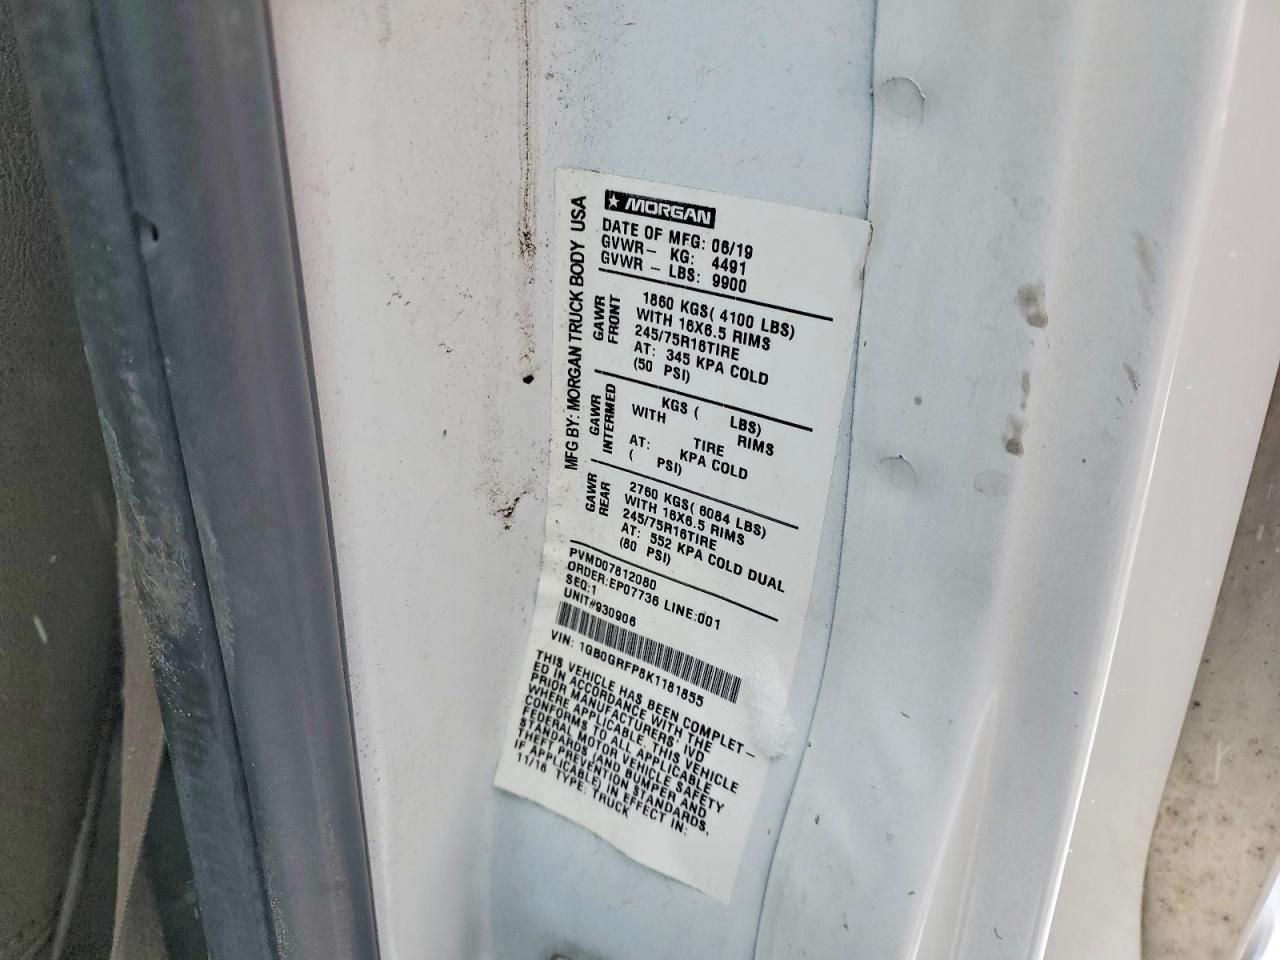 MORGAN
MFG BY: MORGAN TRUCK BODY USA
DATE OF MFG: 06/19
GVWR- KG: 4491
GVWR - LBS: 9900
GAWR FRONT
1860 KGS( 4100 LBS)
WITH 16X6.5 RIMS
245/75R16TIRE
AT: 345 KPA COLD
(50 PSI)
GAWR INTERMED
KGS ( LBS)
WITH RIMS
TIRE
AT: KPA COLD
( PSI)
GAWR REAR
2760 KGS( 6084 LBS)
WITH 16X6.5 RIMS
245/75R16TIRE
AT: 552 KPA COLD DUAL
(80 PSI)
PVMD07812080
ORDER:EP07736 LINE:001
SEQ:1
UNIT#930906
VIN: 1GB0GRFP8K1181855
THIS VEHICLE HAS BEEN COMPLET-
ED IN ACCORDANCE WITH THE
PRIOR MANUFACTURERS' IVD
WHERE APPLICABLE. THIS VEHICLE
CONFORMS TO ALL APPLICABLE
FEDERAL MOTOR VEHICLE SAFETY
STANDARDS (AND BUMPER AND
THEFT PREVENTION STANDARDS,
IF APPLICABLE) IN EFFECT IN:
11/18 TYPE: TRUCK